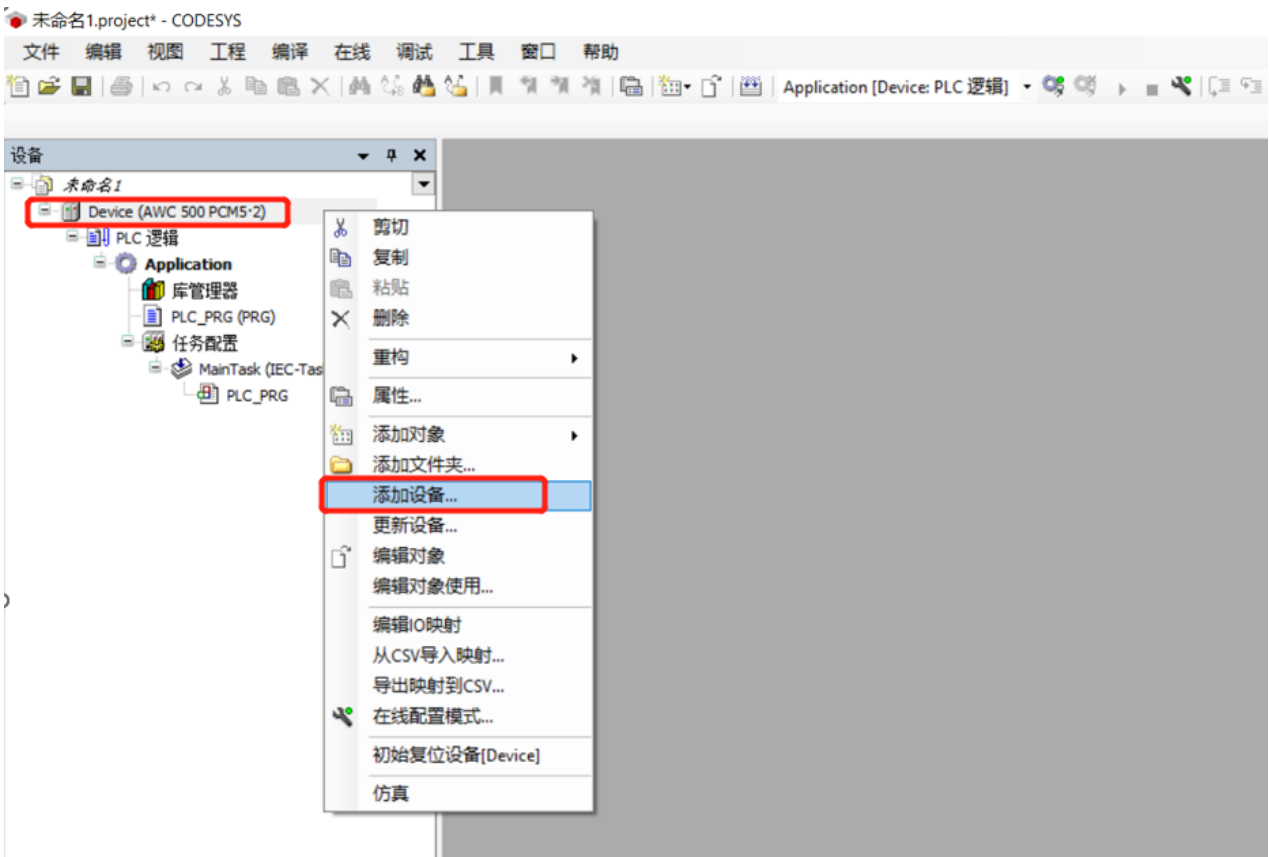 未命名1.project* - CODESYS
文件 编辑 视图 工程 编译 在线 调试 工具 窗口 帮助
Application [Device: PLC 逻辑]
设备
未命名1
Device (AWC 500 PCM5·2)
PLC 逻辑
Application
库管理器
PLC_PRG (PRG)
任务配置
MainTask (IEC-Tas
PLC_PRG
剪切
复制
粘贴
删除
重构
属性...
添加对象
添加文件夹...
添加设备...
更新设备...
编辑对象
编辑对象使用...
编辑IO映射
从CSV导入映射...
导出映射到CSV...
在线配置模式...
初始复位设备[Device]
仿真